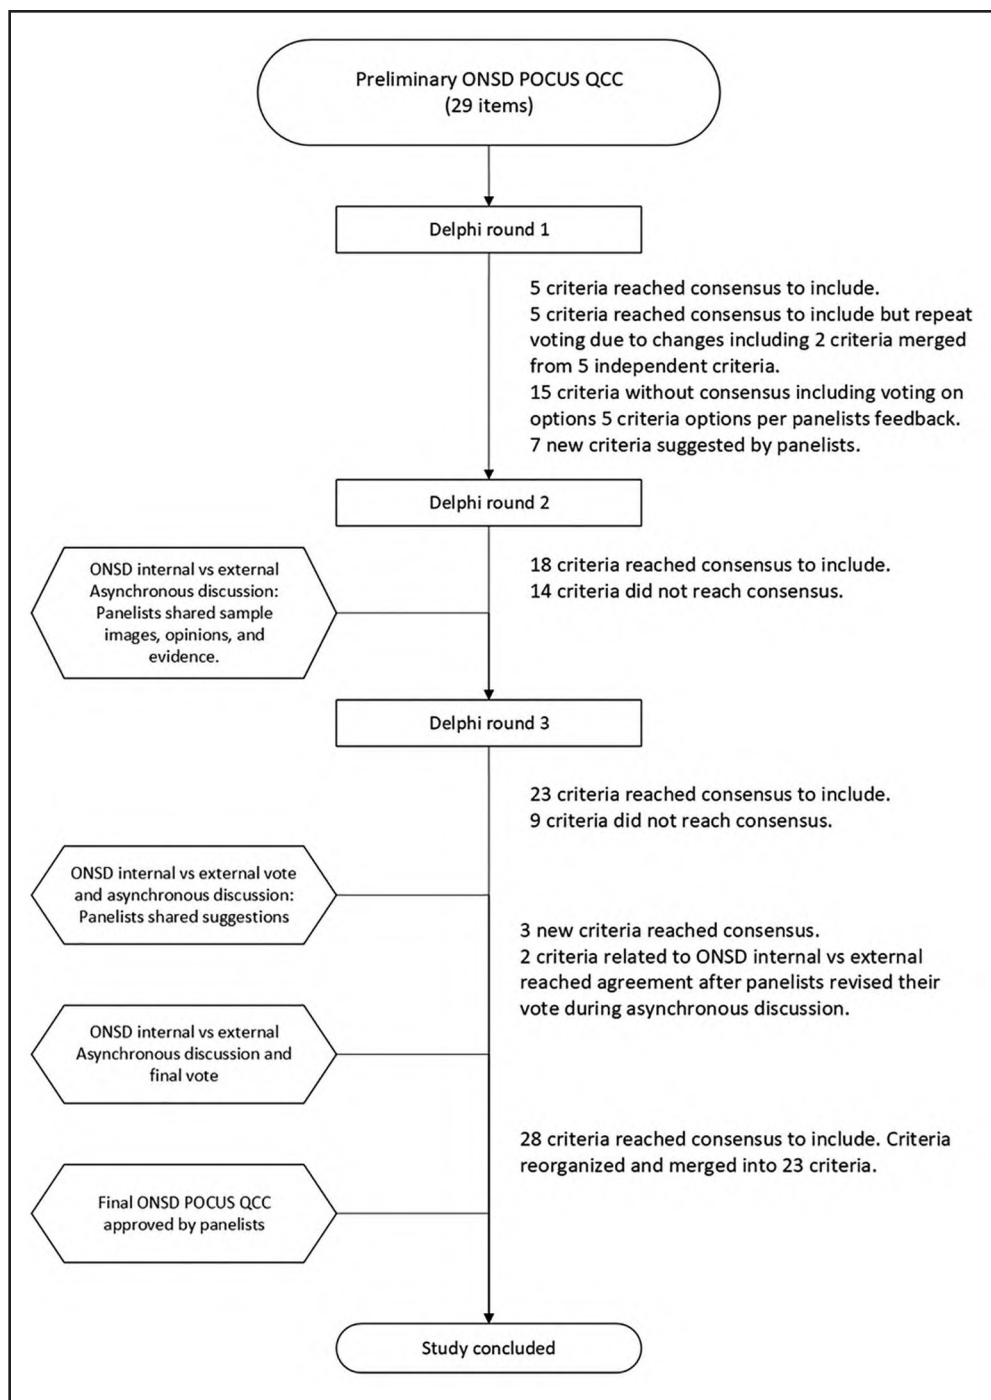 Preliminary ONSD POCUS QCC
(29 items)
Delphi round 1
5 criteria reached consensus to include.
5 criteria reached consensus to include but repeat
voting due to changes including 2 criteria merged
from 5 independent criteria.
15 criteria without consensus including voting on
options 5 criteria options per panelists feedback.
7 new criteria suggested by panelists.
Delphi round 2
ONSD internal vs external
Asynchronous discussion:
Panelists shared sample
images, opinions, and
evidence.
18 criteria reached consensus to include.
14 criteria did not reach consensus.
Delphi round 3
23 criteria reached consensus to include.
9 criteria did not reach consensus.
ONSD internal vs external vote
and asynchronous discussion:
Panelists shared suggestions
3 new criteria reached consensus.
2 criteria related to ONSD internal vs external
reached agreement after panelists revised their
vote during asynchronous discussion.
ONSD internal vs external
Asynchronous discussion and
final vote
28 criteria reached consensus to include. Criteria
reorganized and merged into 23 criteria.
Final ONSD POCUS QCC
approved by panelists
Study concluded